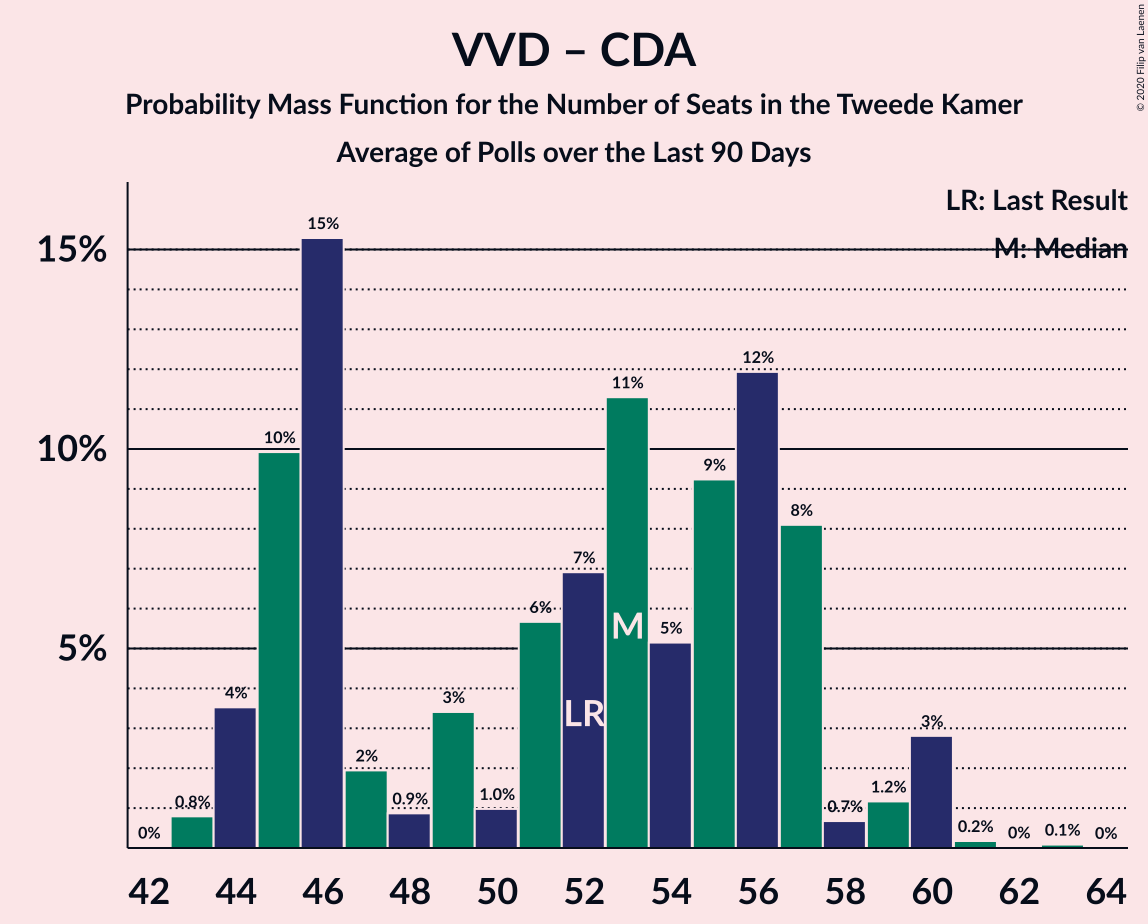 © 2020 Filip van Laenen
VVD – CDA
Probability Mass Function for the Number of Seats in the Tweede Kamer
Average of Polls over the Last 90 Days
LR: Last Result
M: Median
15%
10%
5%
0%
0.8%
4%
10%
15%
2%
0.9%
3%
1.0%
6%
7%
11%
5%
9%
12%
8%
0.7%
1.2%
3%
0.2%
0%
0.1%
0%
LR
M
42 44 46 48 50 52 54 56 58 60 62 64